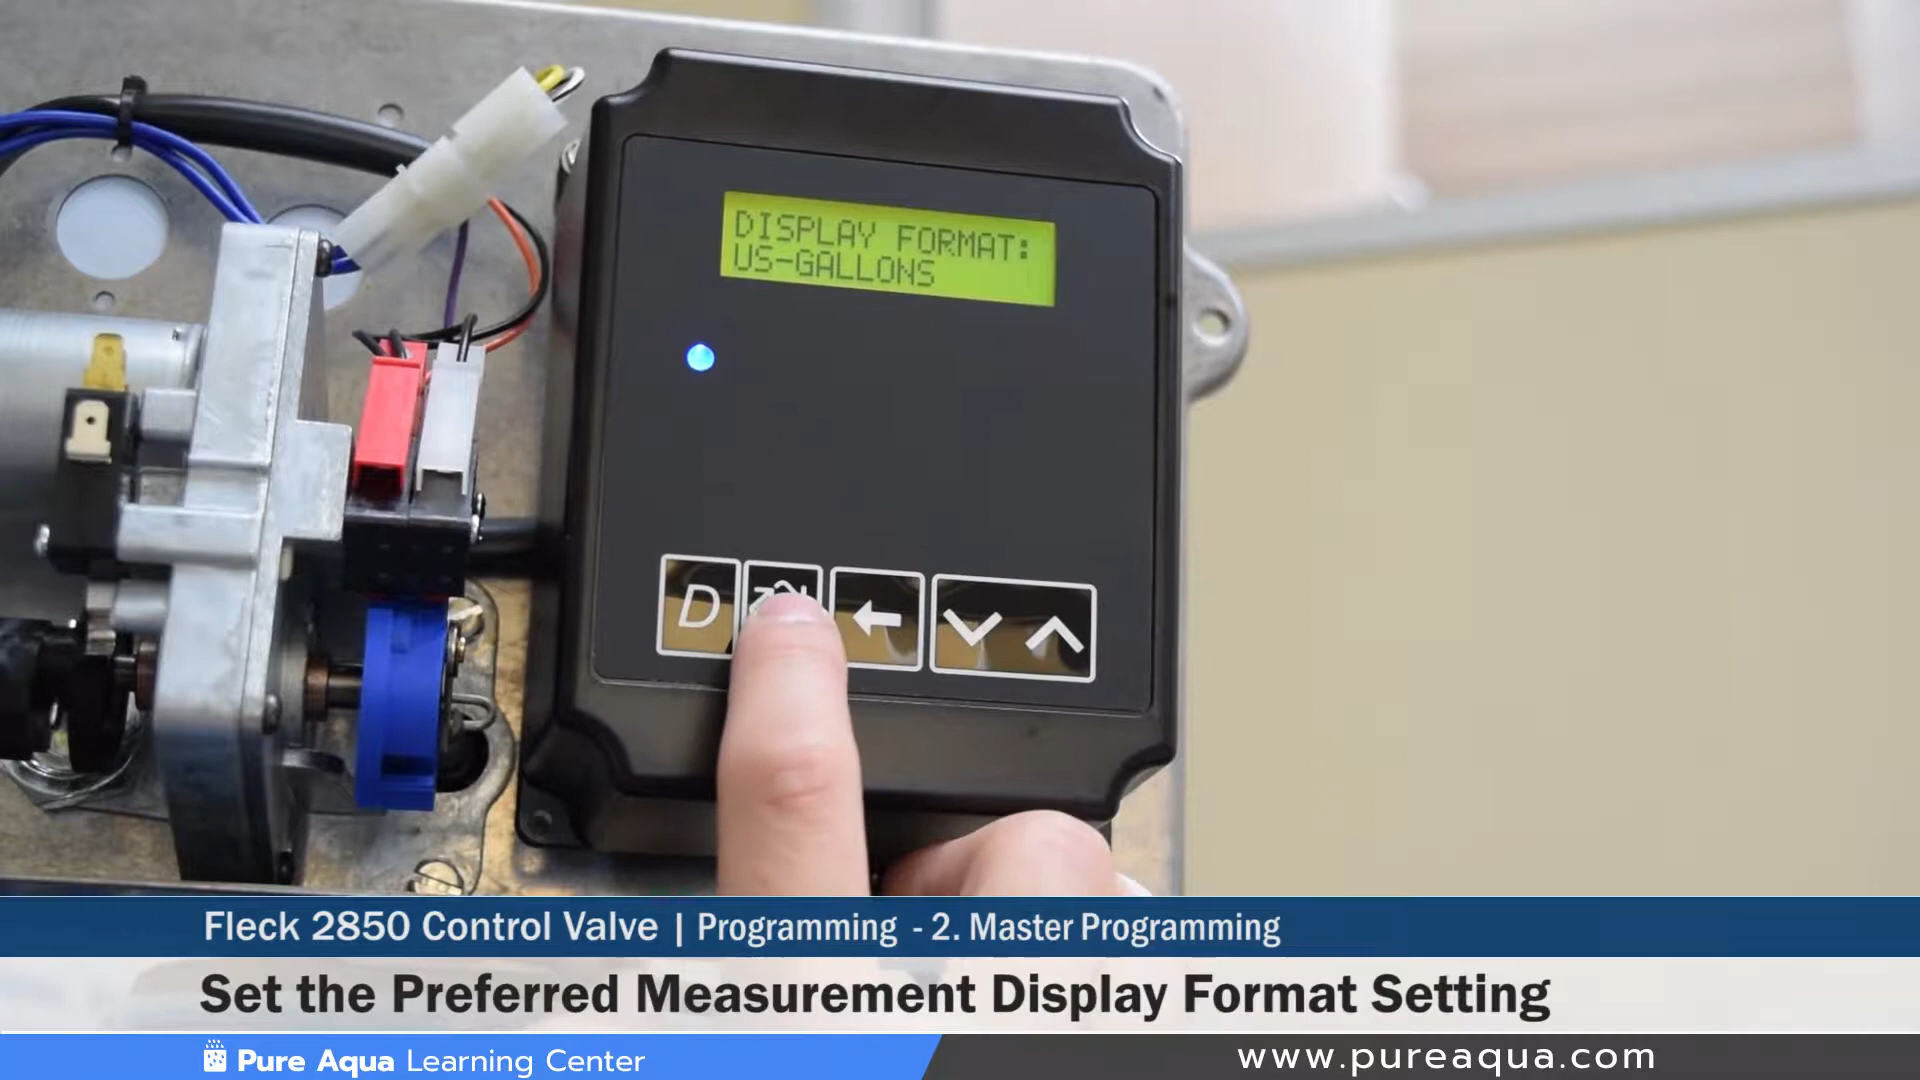 DISPLAY FORMAT:
US-GALLONS
D
Fleck 2850 Control Valve | Programming - 2. Master Programming
Set the Preferred Measurement Display Format Setting
Pure Aqua Learning Center
www.pureaqua.com